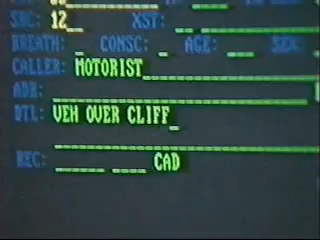 SRC: 12 XST:
BREATH: CONSC: AGE: SEX:
CALLER: MOTORIST
ADR:
DTL: VEH OVER CLIFF
REC: CAD